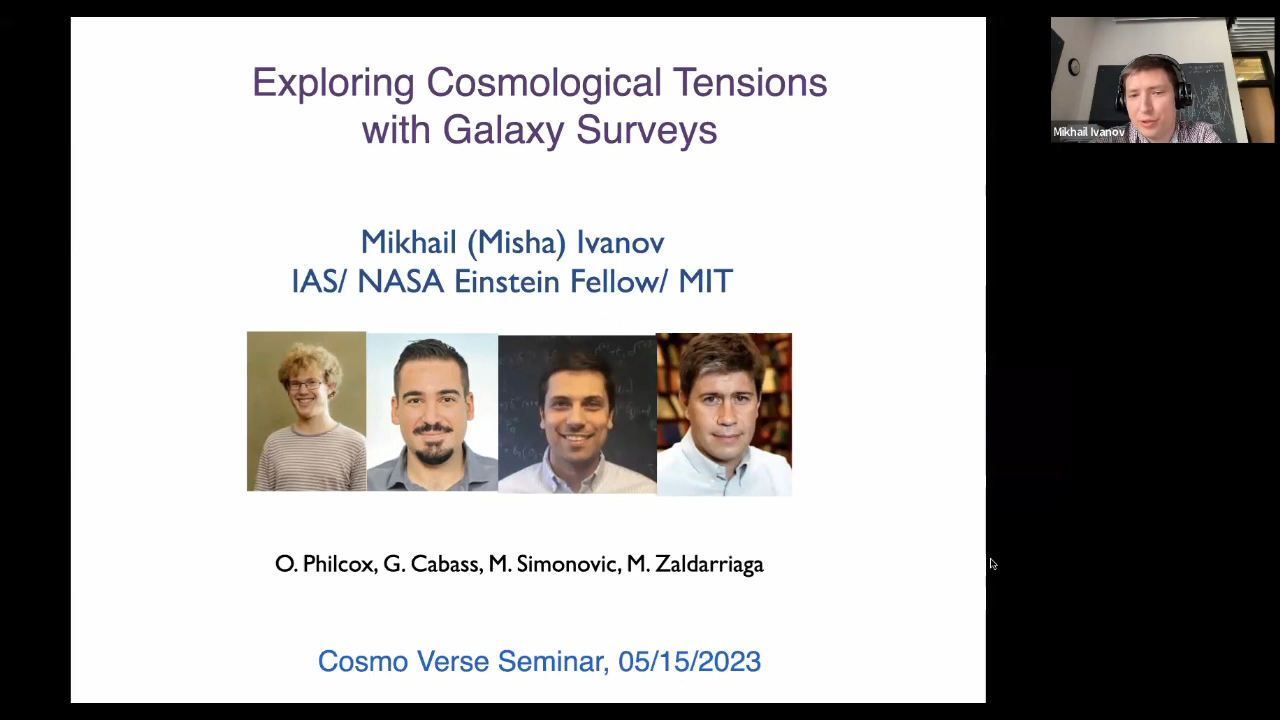 Exploring Cosmological Tensions
with Galaxy Surveys
Mikhail (Misha) Ivanov
IAS/ NASA Einstein Fellow/ MIT
O. Philcox, G. Cabass, M. Simonovic, M. Zaldarriaga
Cosmo Verse Seminar, 05/15/2023
Mikhail Ivanov